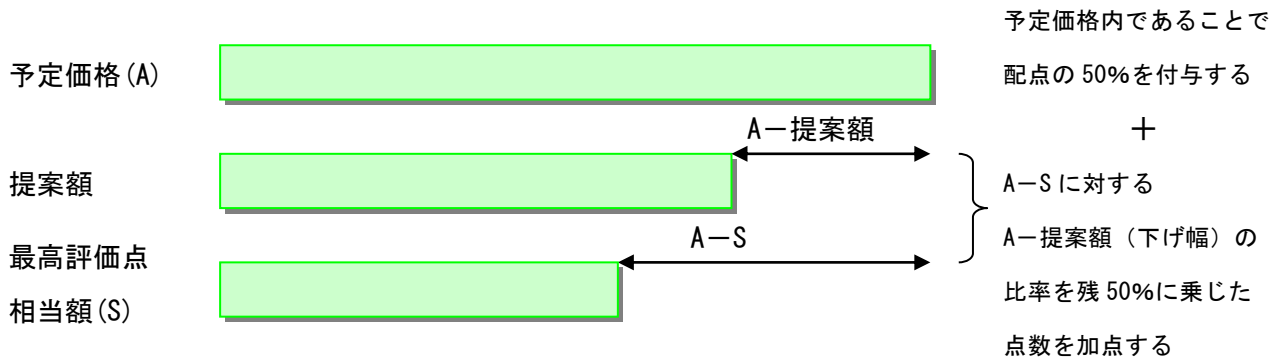 予定価格(A)
A－提案額
提案額
A－S
最高評価点
相当額(S)
予定価格内であることで
配点の50%を付与する
＋
A－Sに対する
A－提案額（下げ幅）の
比率を残50%に乗じた
点数を加点する